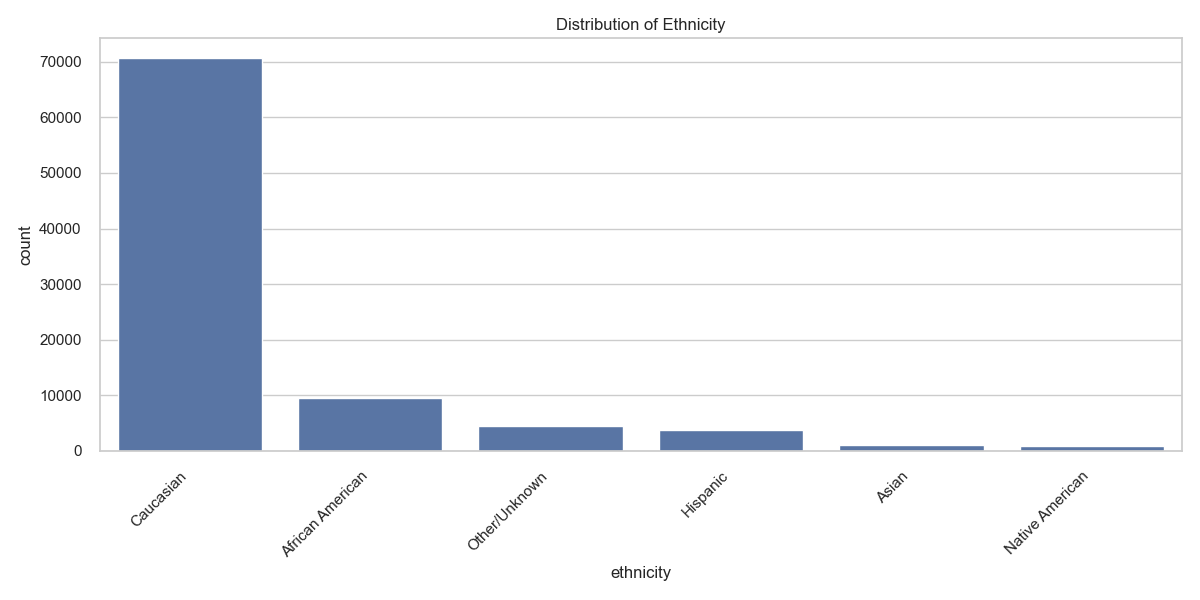 Distribution of Ethnicity
70000
60000
50000
40000
30000
20000
10000
0
count
Caucasian
African American
Other/Unknown
Hispanic
Asian
Native American
ethnicity